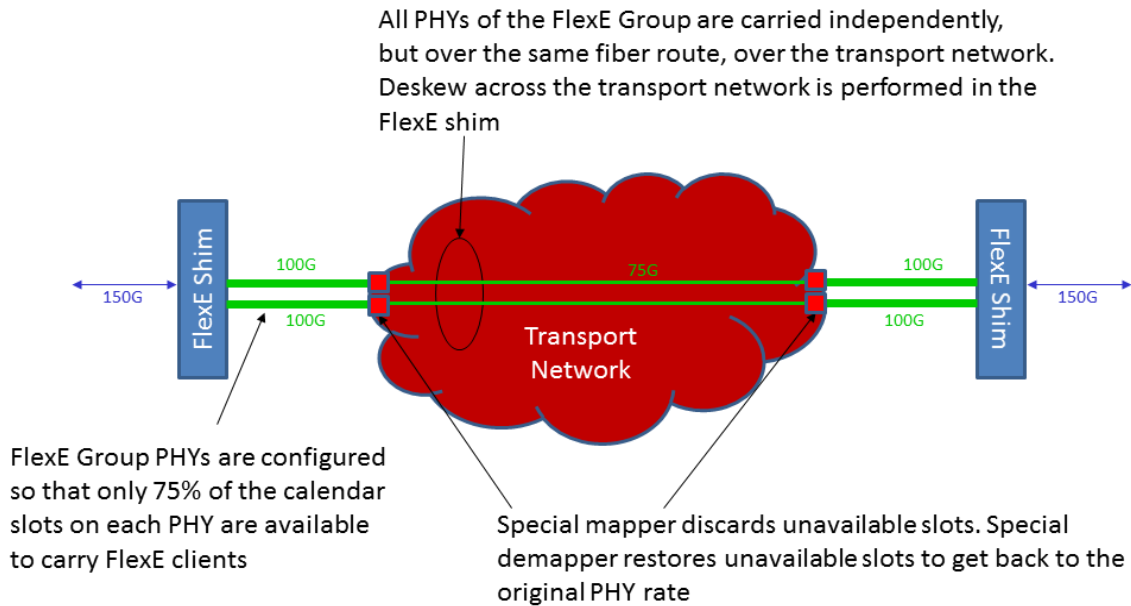 All PHYs of the FlexE Group are carried independently,
but over the same fiber route, over the transport network.
Deskew across the transport network is performed in the
FlexE shim
FlexE Shim
150G
100G
100G
75G
Transport
Network
100G
100G
FlexE Shim
150G
FlexE Group PHYs are configured
so that only 75% of the calendar
slots on each PHY are available
to carry FlexE clients
Special mapper discards unavailable slots. Special
demapper restores unavailable slots to get back to the
original PHY rate